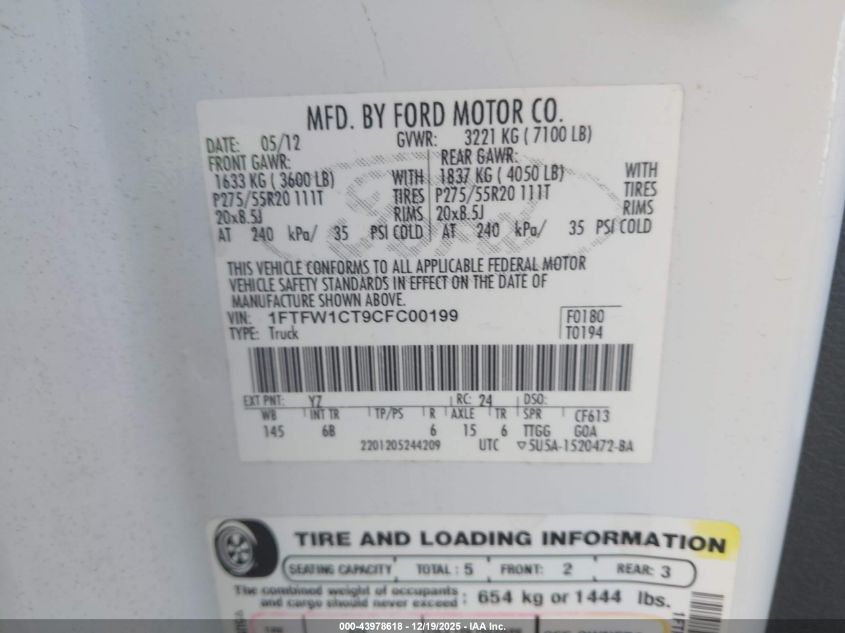 MFD. BY FORD MOTOR CO.
DATE: 05/12 GVWR: 3221 KG ( 7100 LB)
FRONT GAWR: REAR GAWR:
1633 KG ( 3600 LB) WITH 1837 KG ( 4050 LB) WITH
P275/55R20 111T TIRES P275/55R20 111T TIRES
20x8.5J RIMS 20x8.5J RIMS
AT 240 kPa/ 35 PSI COLD AT 240 kPa/ 35 PSI COLD
THIS VEHICLE CONFORMS TO ALL APPLICABLE FEDERAL MOTOR
VEHICLE SAFETY STANDARDS IN EFFECT ON THE DATE OF
MANUFACTURE SHOWN ABOVE.
VIN: 1FTFW1CT9CFC00199 F0180
TYPE: Truck T0194
EXT PNT: YZ RC: 24 DSO:
WB INT TR TP/PS R AXLE TR SPR CF613
145 6B 6 15 6 TTGG GOA
2201205244209 UTC ▽5U5A-1520472-BA
TIRE AND LOADING INFORMATION
SEATING CAPACITY TOTAL : 5 FRONT: 2 REAR: 3
The combined weight of occupants
and cargo should never exceed : 654 kg or 1444 lbs.
000-43978618 - 12/19/2025 - IAA Inc.